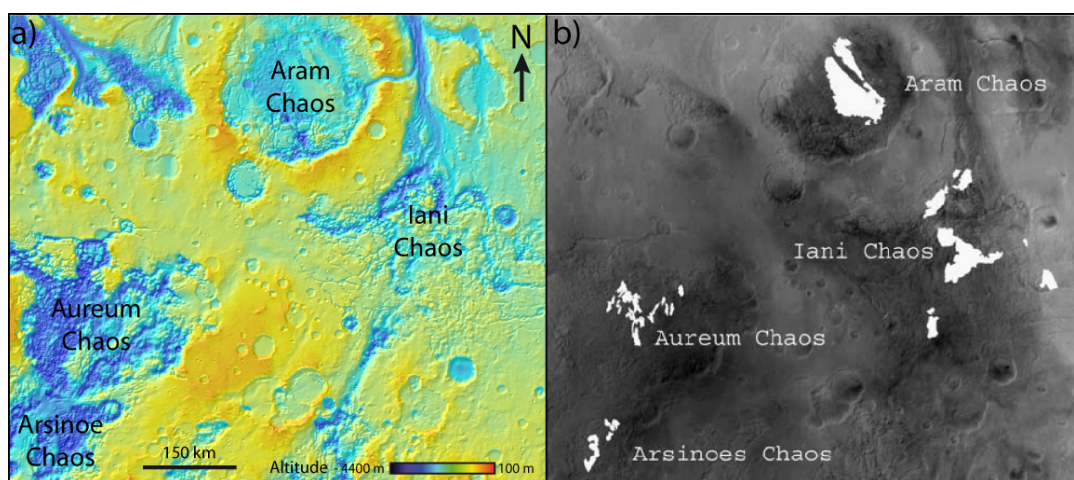 a)
N
Aram
Chaos
Iani
Chaos
Aureum
Chaos
Arsinoe
Chaos
150 km
Altitude - 4400 m 100 m
b)
Aram Chaos
Iani Chaos
Aureum Chaos
Arsinoes Chaos